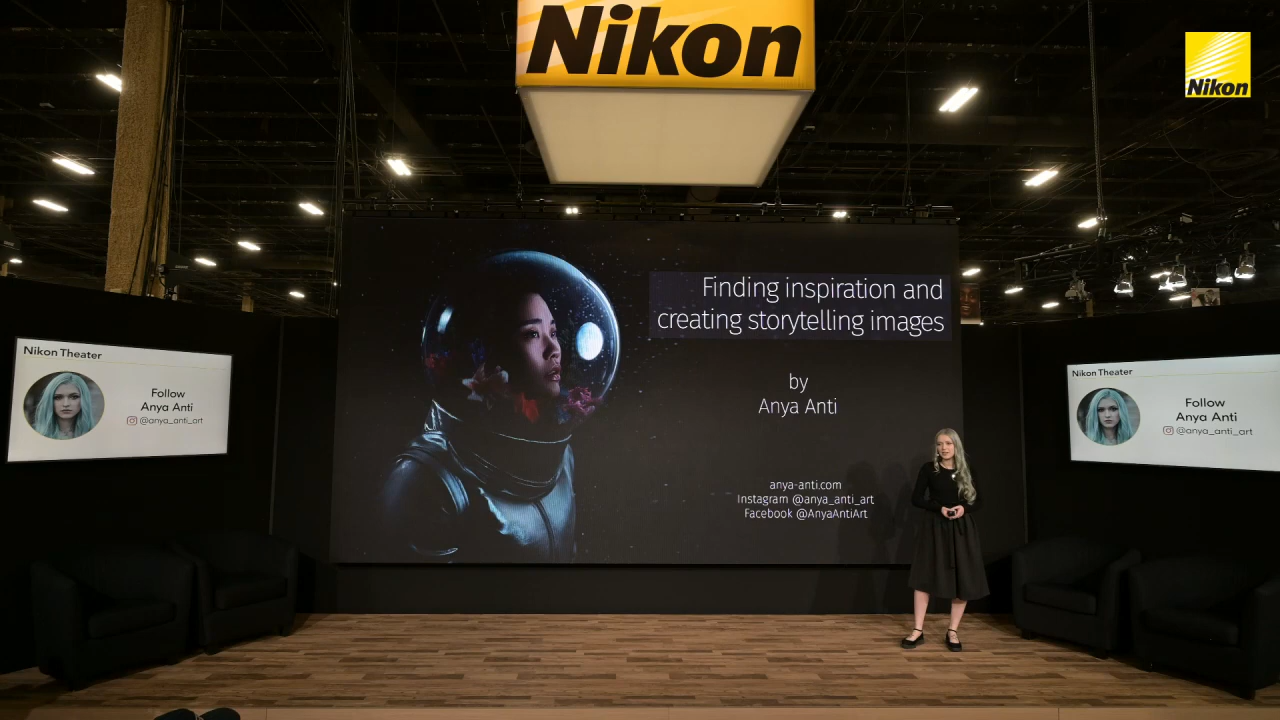 Nikon
Nikon
Finding inspiration and
creating storytelling images
by
Anya Anti
anya-anti.com
Instagram @anya_anti_art
Facebook @AnyaAntiArt
Nikon Theater
Follow
Anya Anti
@anya_anti_art
Nikon Theater
Follow
Anya Anti
@anya_anti_art